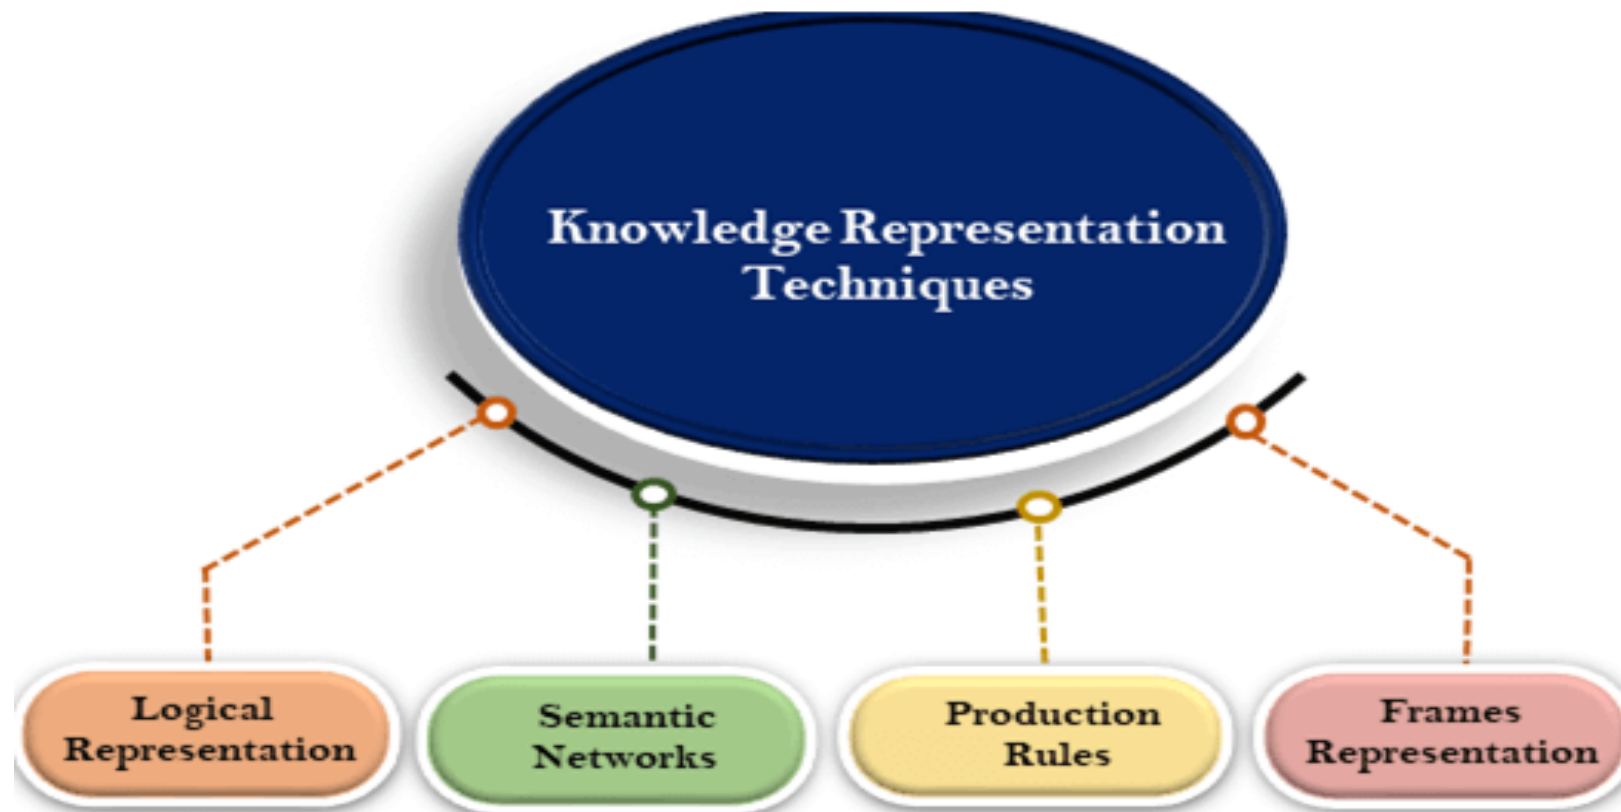 Knowledge Representation
Techniques
Logical
Representation
Semantic
Networks
Production
Rules
Frames
Representation